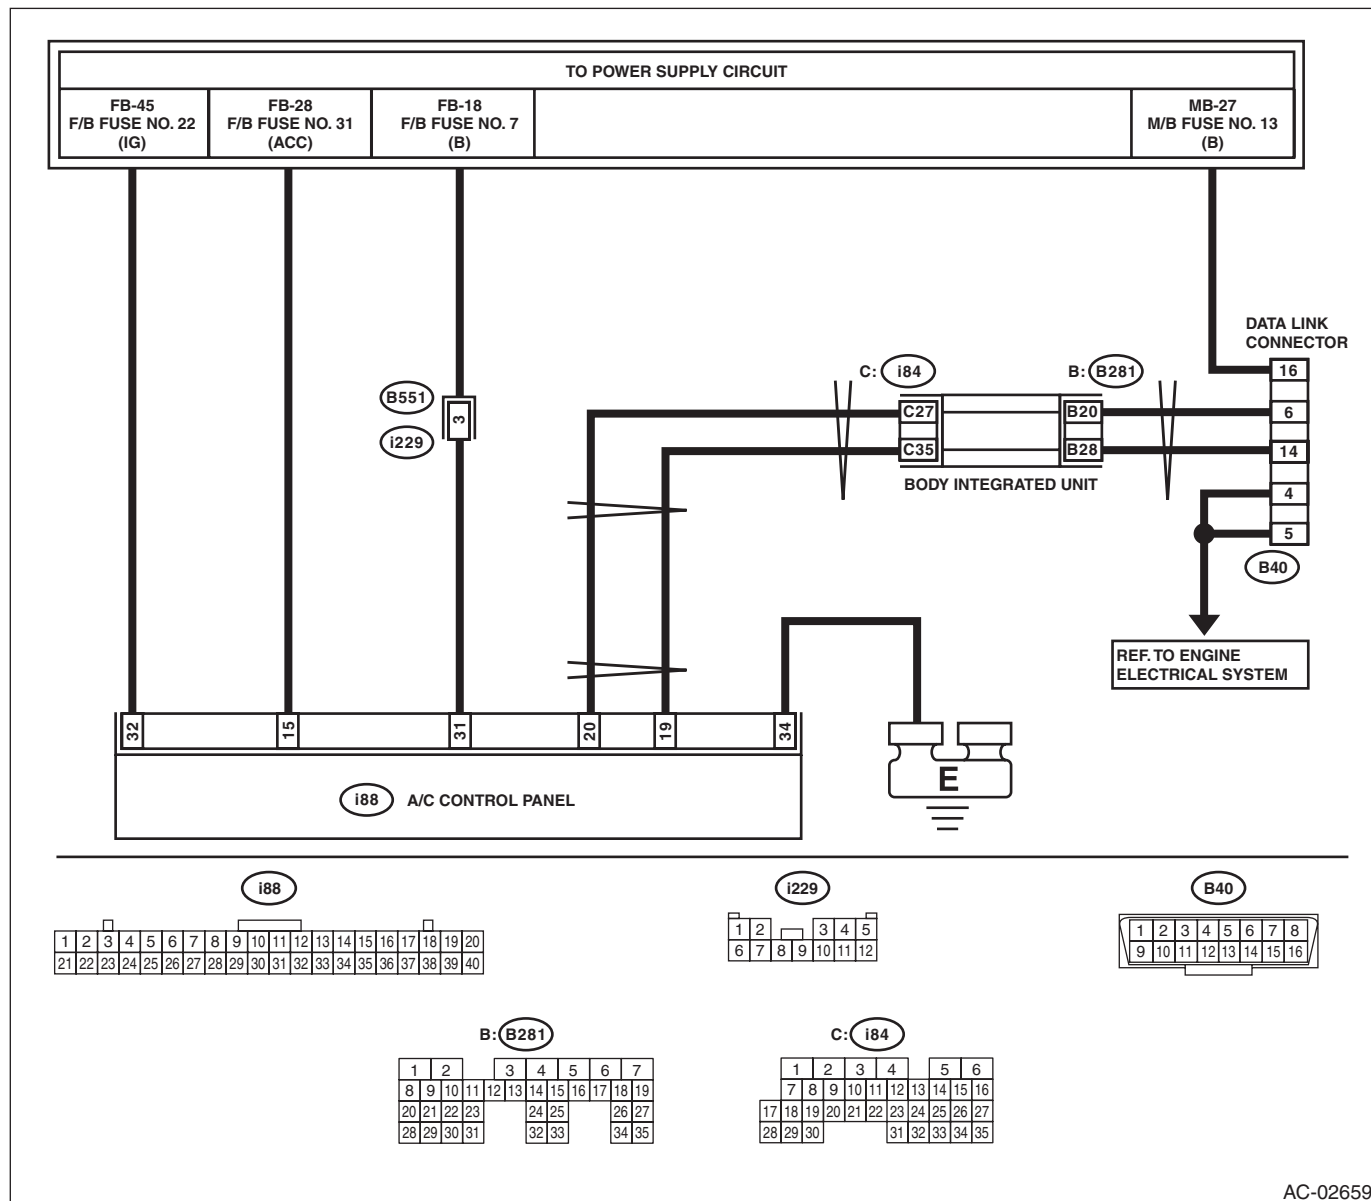 TO POWER SUPPLY CIRCUIT
FB-45
F/B FUSE NO. 22
(IG)
FB-28
F/B FUSE NO. 31
(ACC)
FB-18
F/B FUSE NO. 7
(B)
MB-27
M/B FUSE NO. 13
(B)
DATA LINK
CONNECTOR
16
6
14
4
5
B40
C: i84
B: B281
C27
C35
B20
B28
BODY INTEGRATED UNIT
B551
3
i229
REF. TO ENGINE
ELECTRICAL SYSTEM
32
15
31
20
19
34
E
i88 A/C CONTROL PANEL
i88
1 2 3 4 5 6 7 8 9 10 11 12 13 14 15 16 17 18 19 20
21 22 23 24 25 26 27 28 29 30 31 32 33 34 35 36 37 38 39 40
i229
1 2 3 4 5
6 7 8 9 10 11 12
B40
1 2 3 4 5 6 7 8
9 10 11 12 13 14 15 16
B: B281
1 2 3 4 5 6 7
8 9 10 11 12 13 14 15 16 17 18 19
20 21 22 23 24 25 26 27
28 29 30 31 32 33 34 35
C: i84
1 2 3 4 5 6
7 8 9 10 11 12 13 14 15 16
17 18 19 20 21 22 23 24 25 26 27
28 29 30 31 32 33 34 35
AC-02659